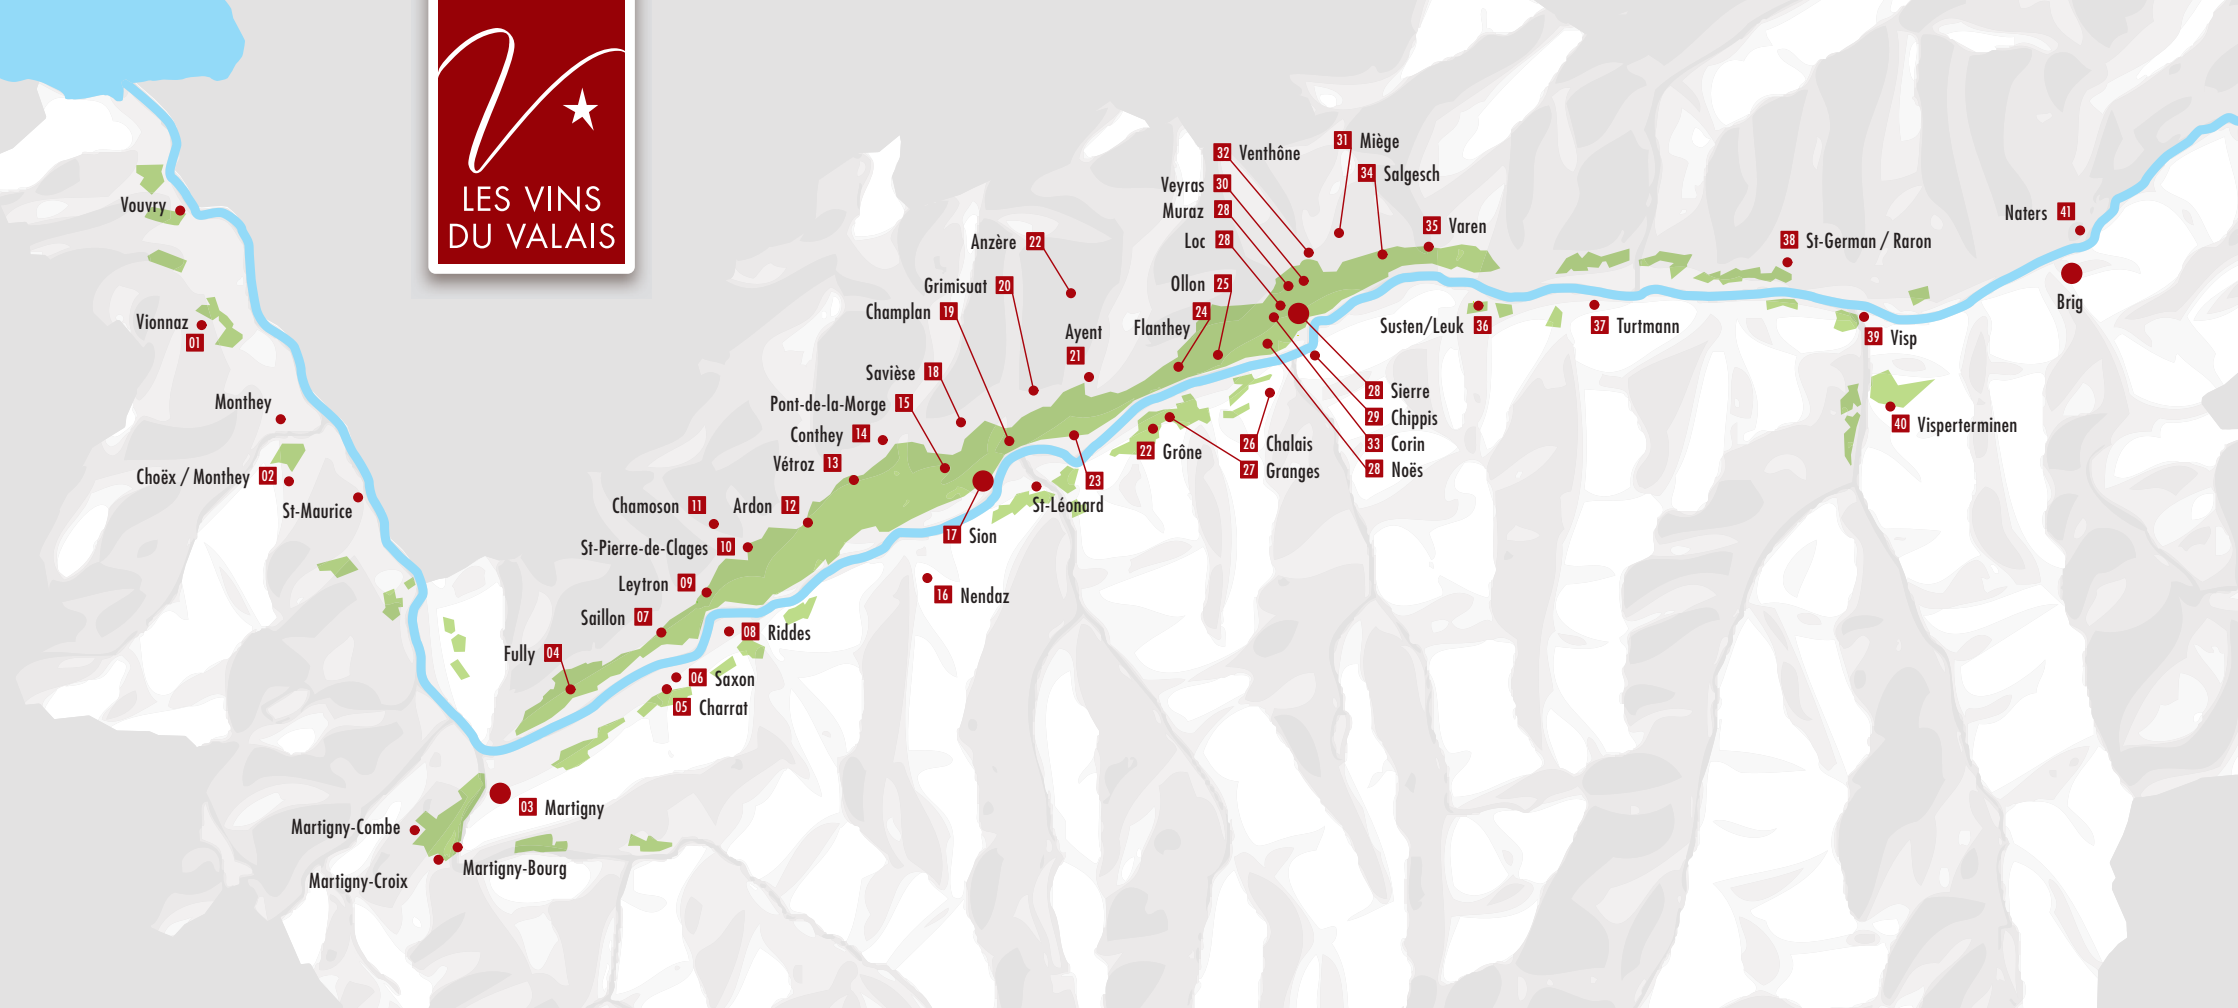 LES VINS
DU VALAIS
Vouvry
Vionnaz
01
Monthey
Choëx / Monthey 02
St-Maurice
03 Martigny
Martigny-Combe
Martigny-Bourg
Martigny-Croix
Fully 04
05 Charrat
06 Saxon
Saillon 07
08 Riddes
Leytron 09
St-Pierre-de-Clages 10
Chamoson 11
Ardon 12
Vétroz 13
Conthey 14
Pont-de-la-Morge 15
16 Nendaz
17 Sion
Savièse 18
Champlan 19
Grimisuat 20
Ayent
21
Anzère 22
22 Grône
23
St-Léonard
24
Flanthey
Ollon 25
26 Chalais
27 Granges
Loc 28
Muraz 28
Veyras 30
32 Venthône
31 Miège
34 Salgesch
35 Varen
28 Sierre
29 Chippis
33 Corin
28 Noës
Susten/Leuk 36
37 Turtmann
38 St-German / Raron
39 Visp
40 Visperterminen
Naters 41
Brig